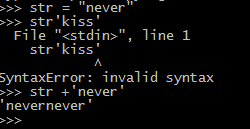 >>> str = "never"
>>> str'kiss'
  File "<stdin>", line 1
    str'kiss'
            ^
SyntaxError: invalid syntax
>>> str +'never'
'nevernever'
>>>